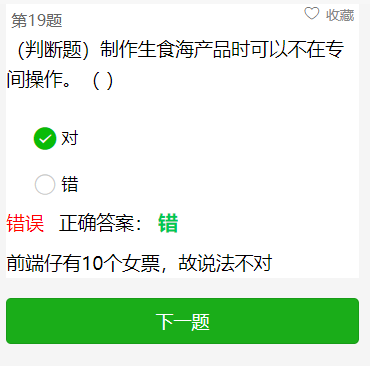 第19题 收藏
（判断题）制作生食海产品时可以不在专
间操作。（ ）
对
错
错误 正确答案： 错
前端仔有10个女票，故说法不对
下一题